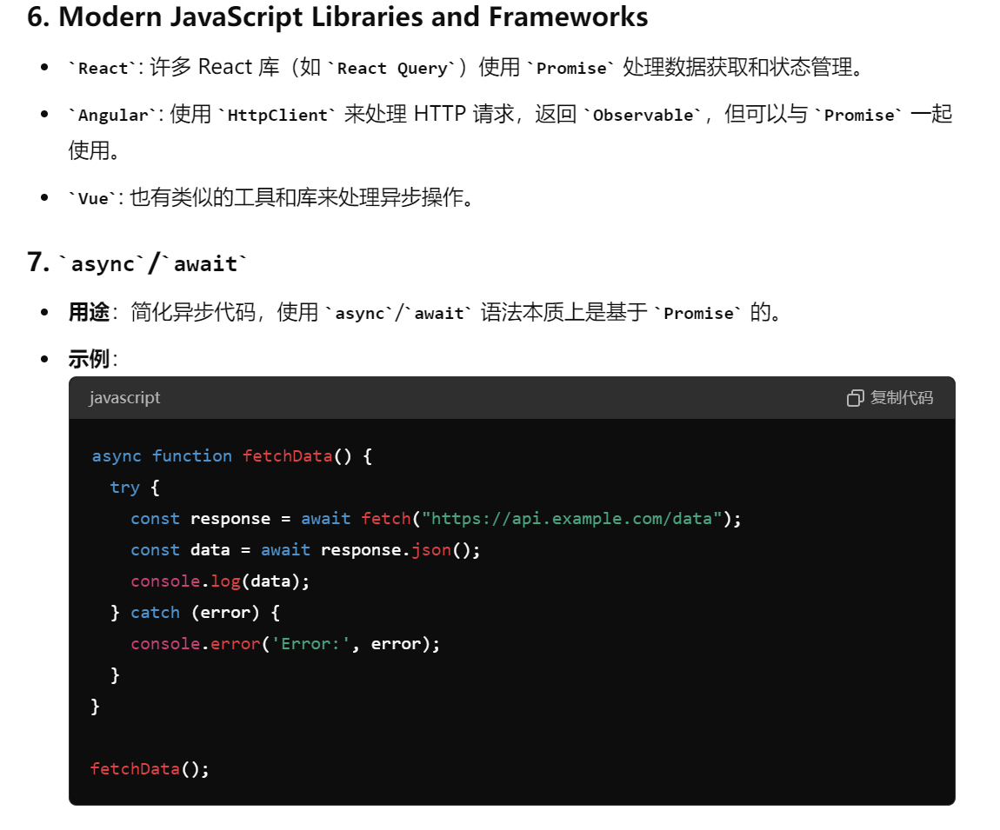 6. Modern JavaScript Libraries and Frameworks
• `React`: 许多 React 库（如 `React Query`）使用 `Promise` 处理数据获取和状态管理。
• `Angular`: 使用 `HttpClient` 来处理 HTTP 请求，返回 `Observable`，但可以与 `Promise` 一起
使用。
• `Vue`: 也有类似的工具和库来处理异步操作。
7. `async`/`await`
• 用途：简化异步代码，使用 `async`/`await` 语法本质上是基于 `Promise` 的。
• 示例：
javascript 复制代码
async function fetchData() {
  try {
    const response = await fetch("https://api.example.com/data");
    const data = await response.json();
    console.log(data);
  } catch (error) {
    console.error('Error:', error);
  }
}
fetchData();